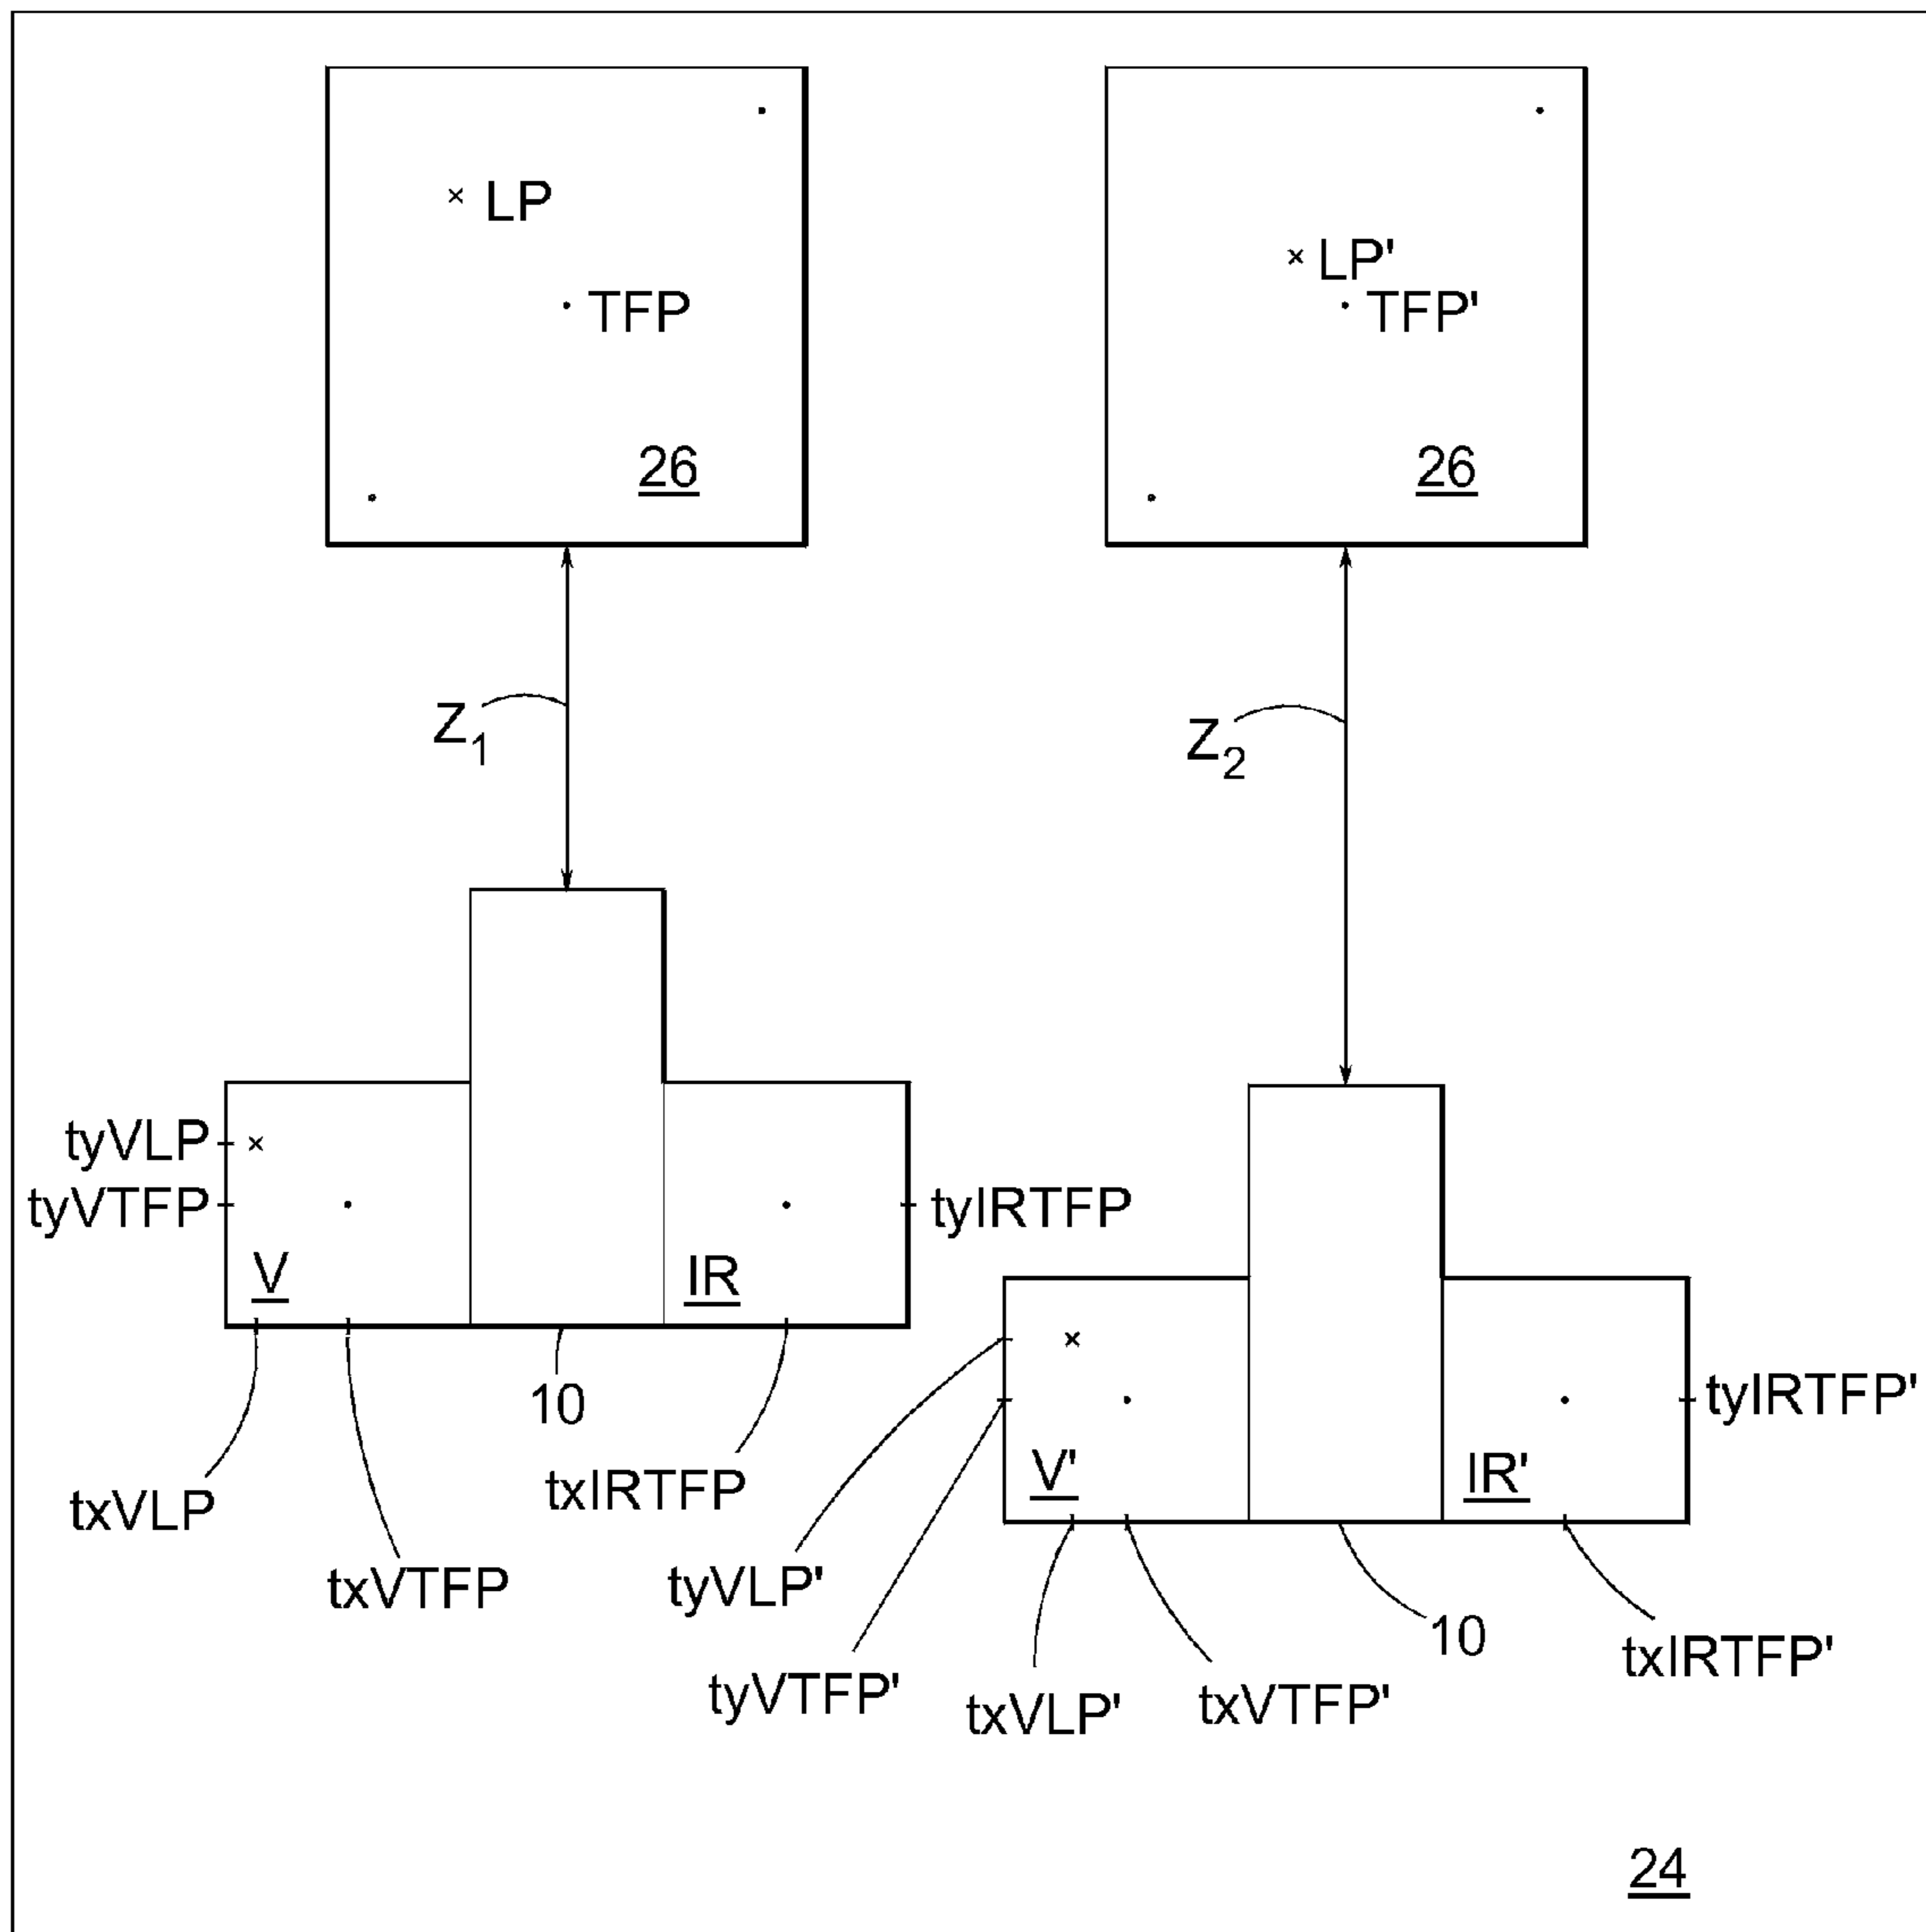 LP
TFP
26
LP'
TFP'
26
Z1
Z2
tyVLP
tyVTFP
V
IR
tyIRTFP
10
txVLP
txVTFP
txIRTFP
V'
IR'
tyIRTFP'
tyVLP'
tyVTFP'
txVLP'
txVTFP'
10
txIRTFP'
24